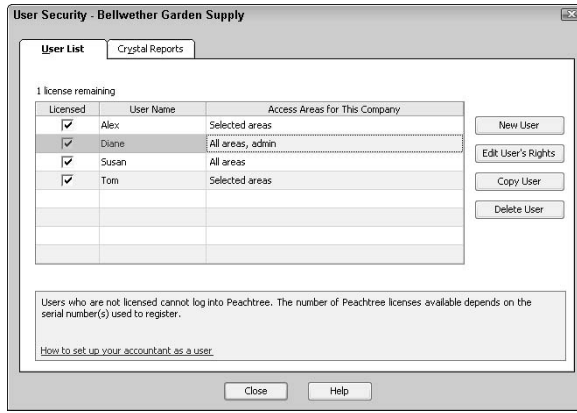 User Security - Bellwether Garden Supply
User List
Crystal Reports
1 license remaining
Licensed User Name Access Areas for This Company
Alex Selected areas
Diane All areas, admin
Susan All areas
Tom Selected areas
New User
Edit User's Rights
Copy User
Delete User
Users who are not licensed cannot log into Peachtree. The number of Peachtree licenses available depends on the
serial number(s) used to register.
How to set up your accountant as a user
Close Help